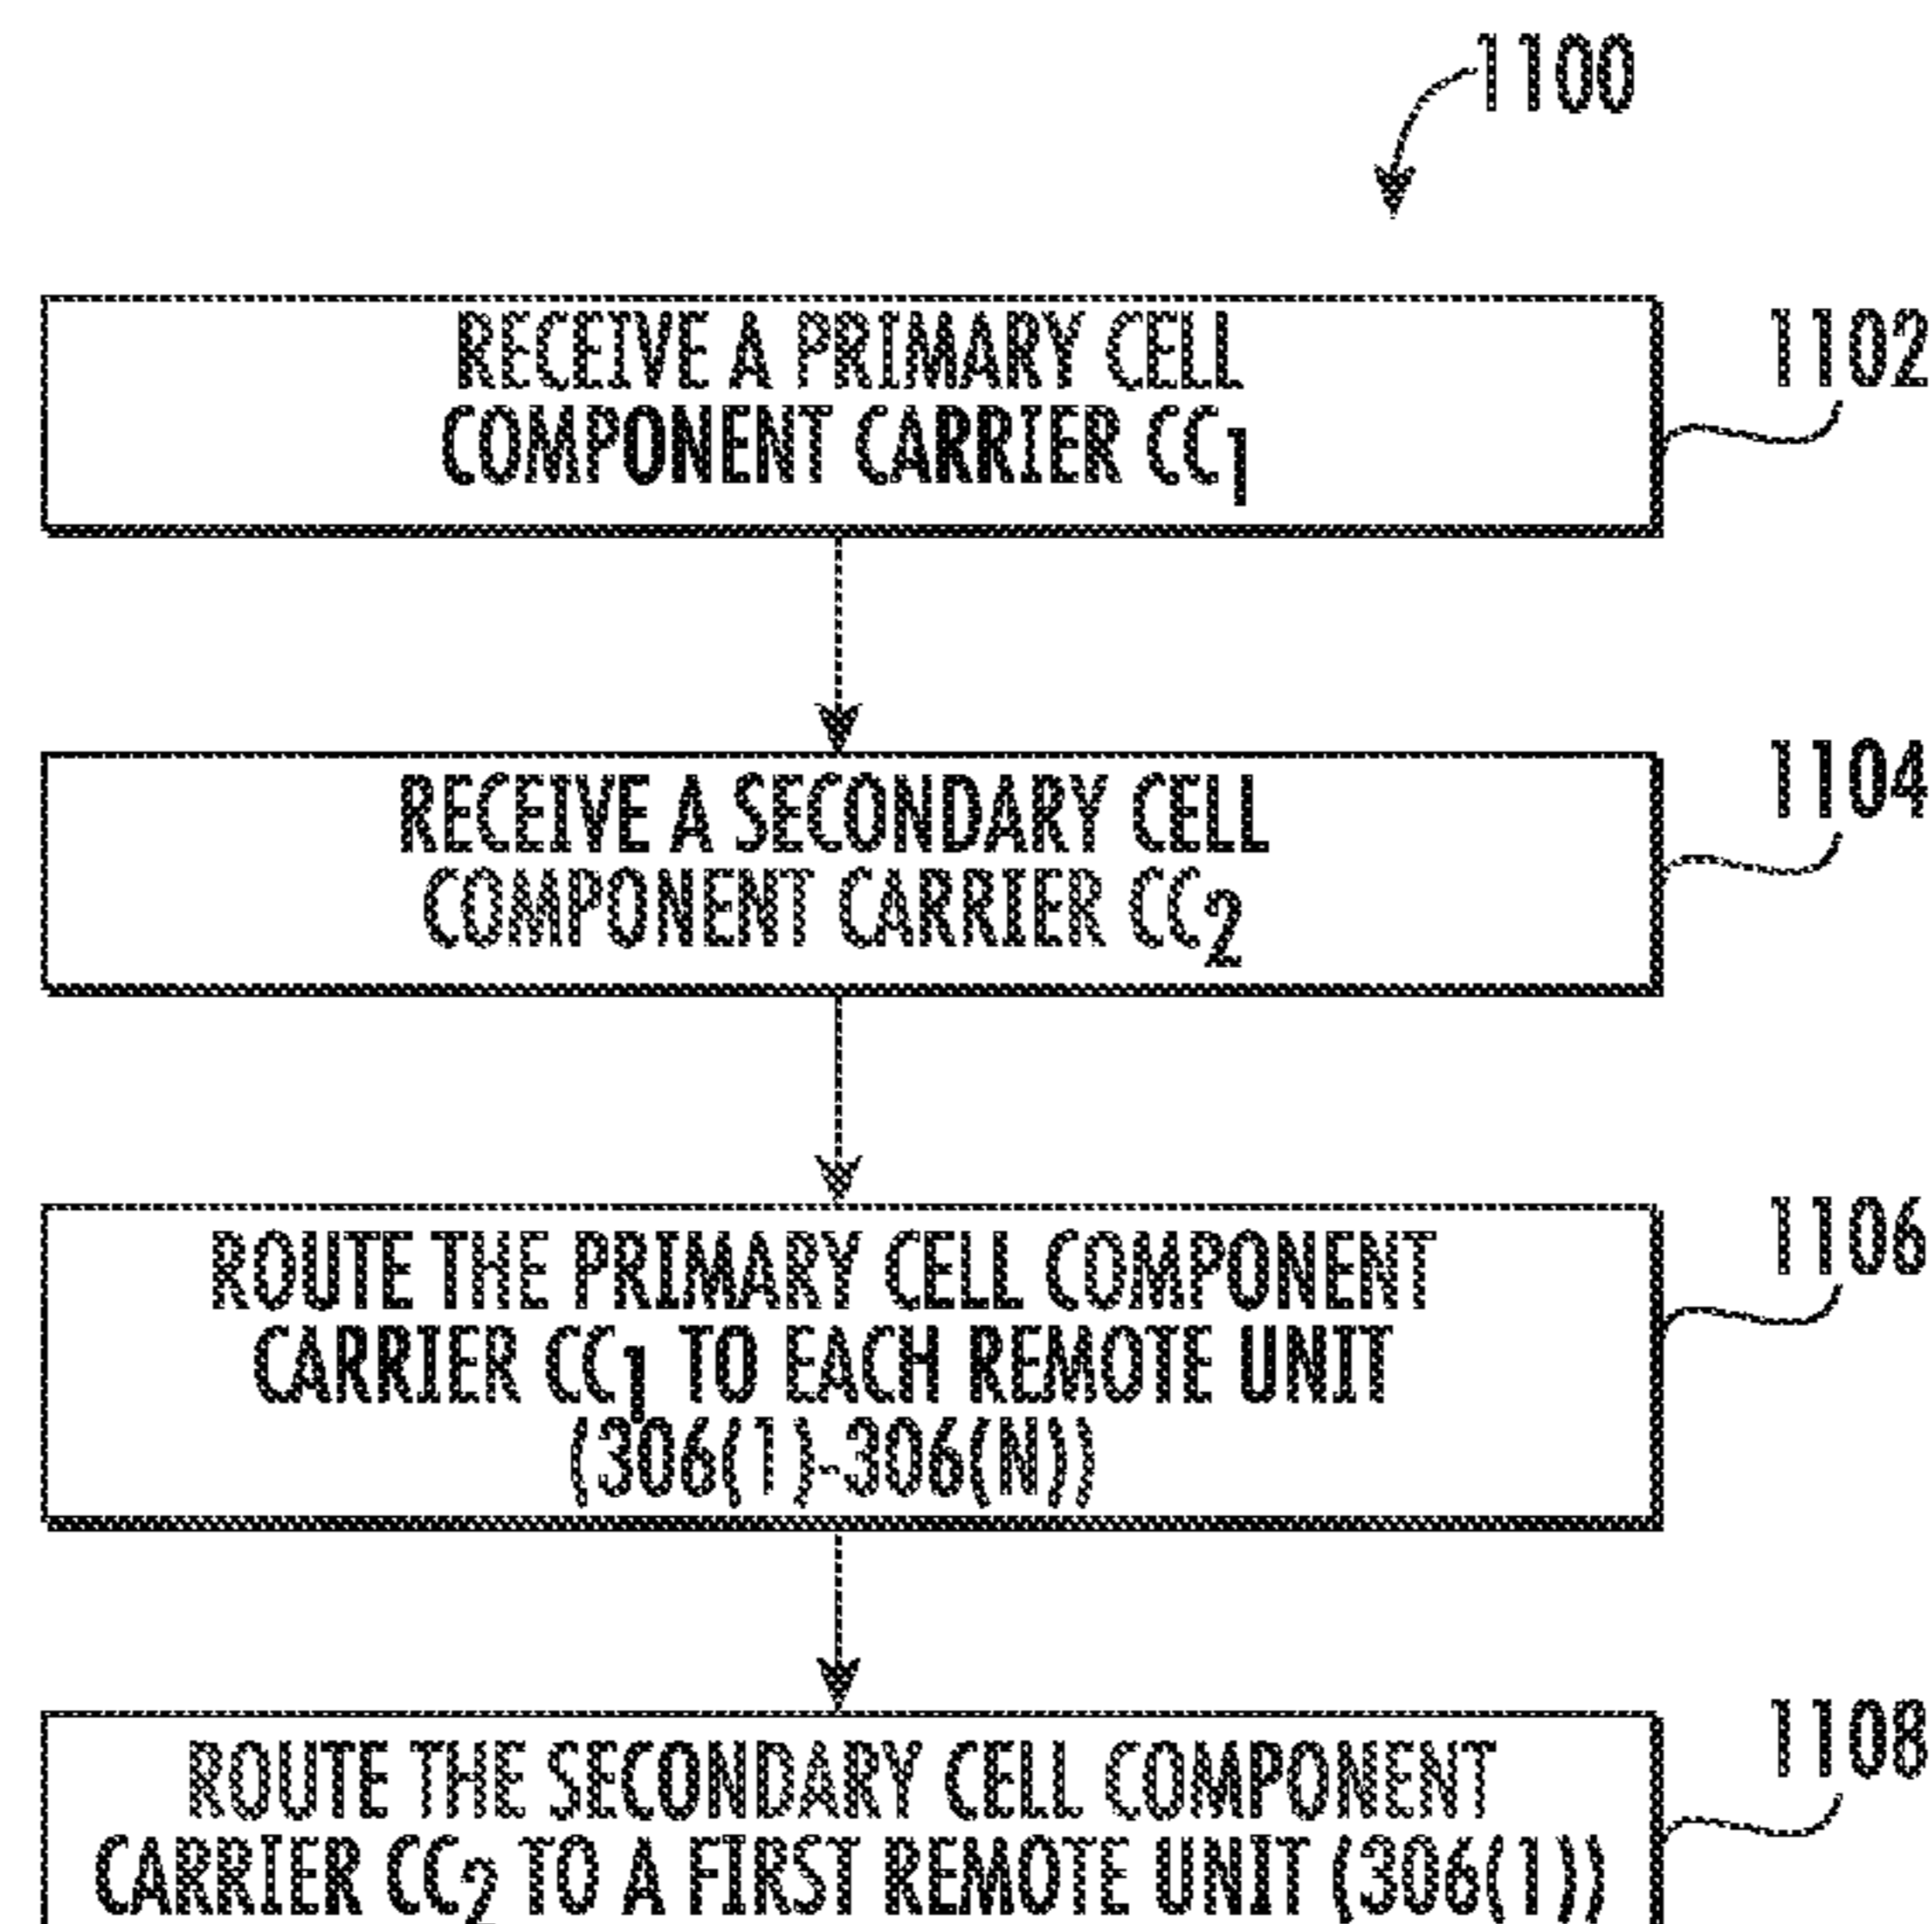 1100
RECEIVE A PRIMARY CELL
COMPONENT CARRIER CC1
1102
RECEIVE A SECONDARY CELL
COMPONENT CARRIER CC2
1104
ROUTE THE PRIMARY CELL COMPONENT
CARRIER CC1 TO EACH REMOTE UNIT
(306(1)-306(N))
1106
ROUTE THE SECONDARY CELL COMPONENT
CARRIER CC2 TO A FIRST REMOTE UNIT (306(1))
1108